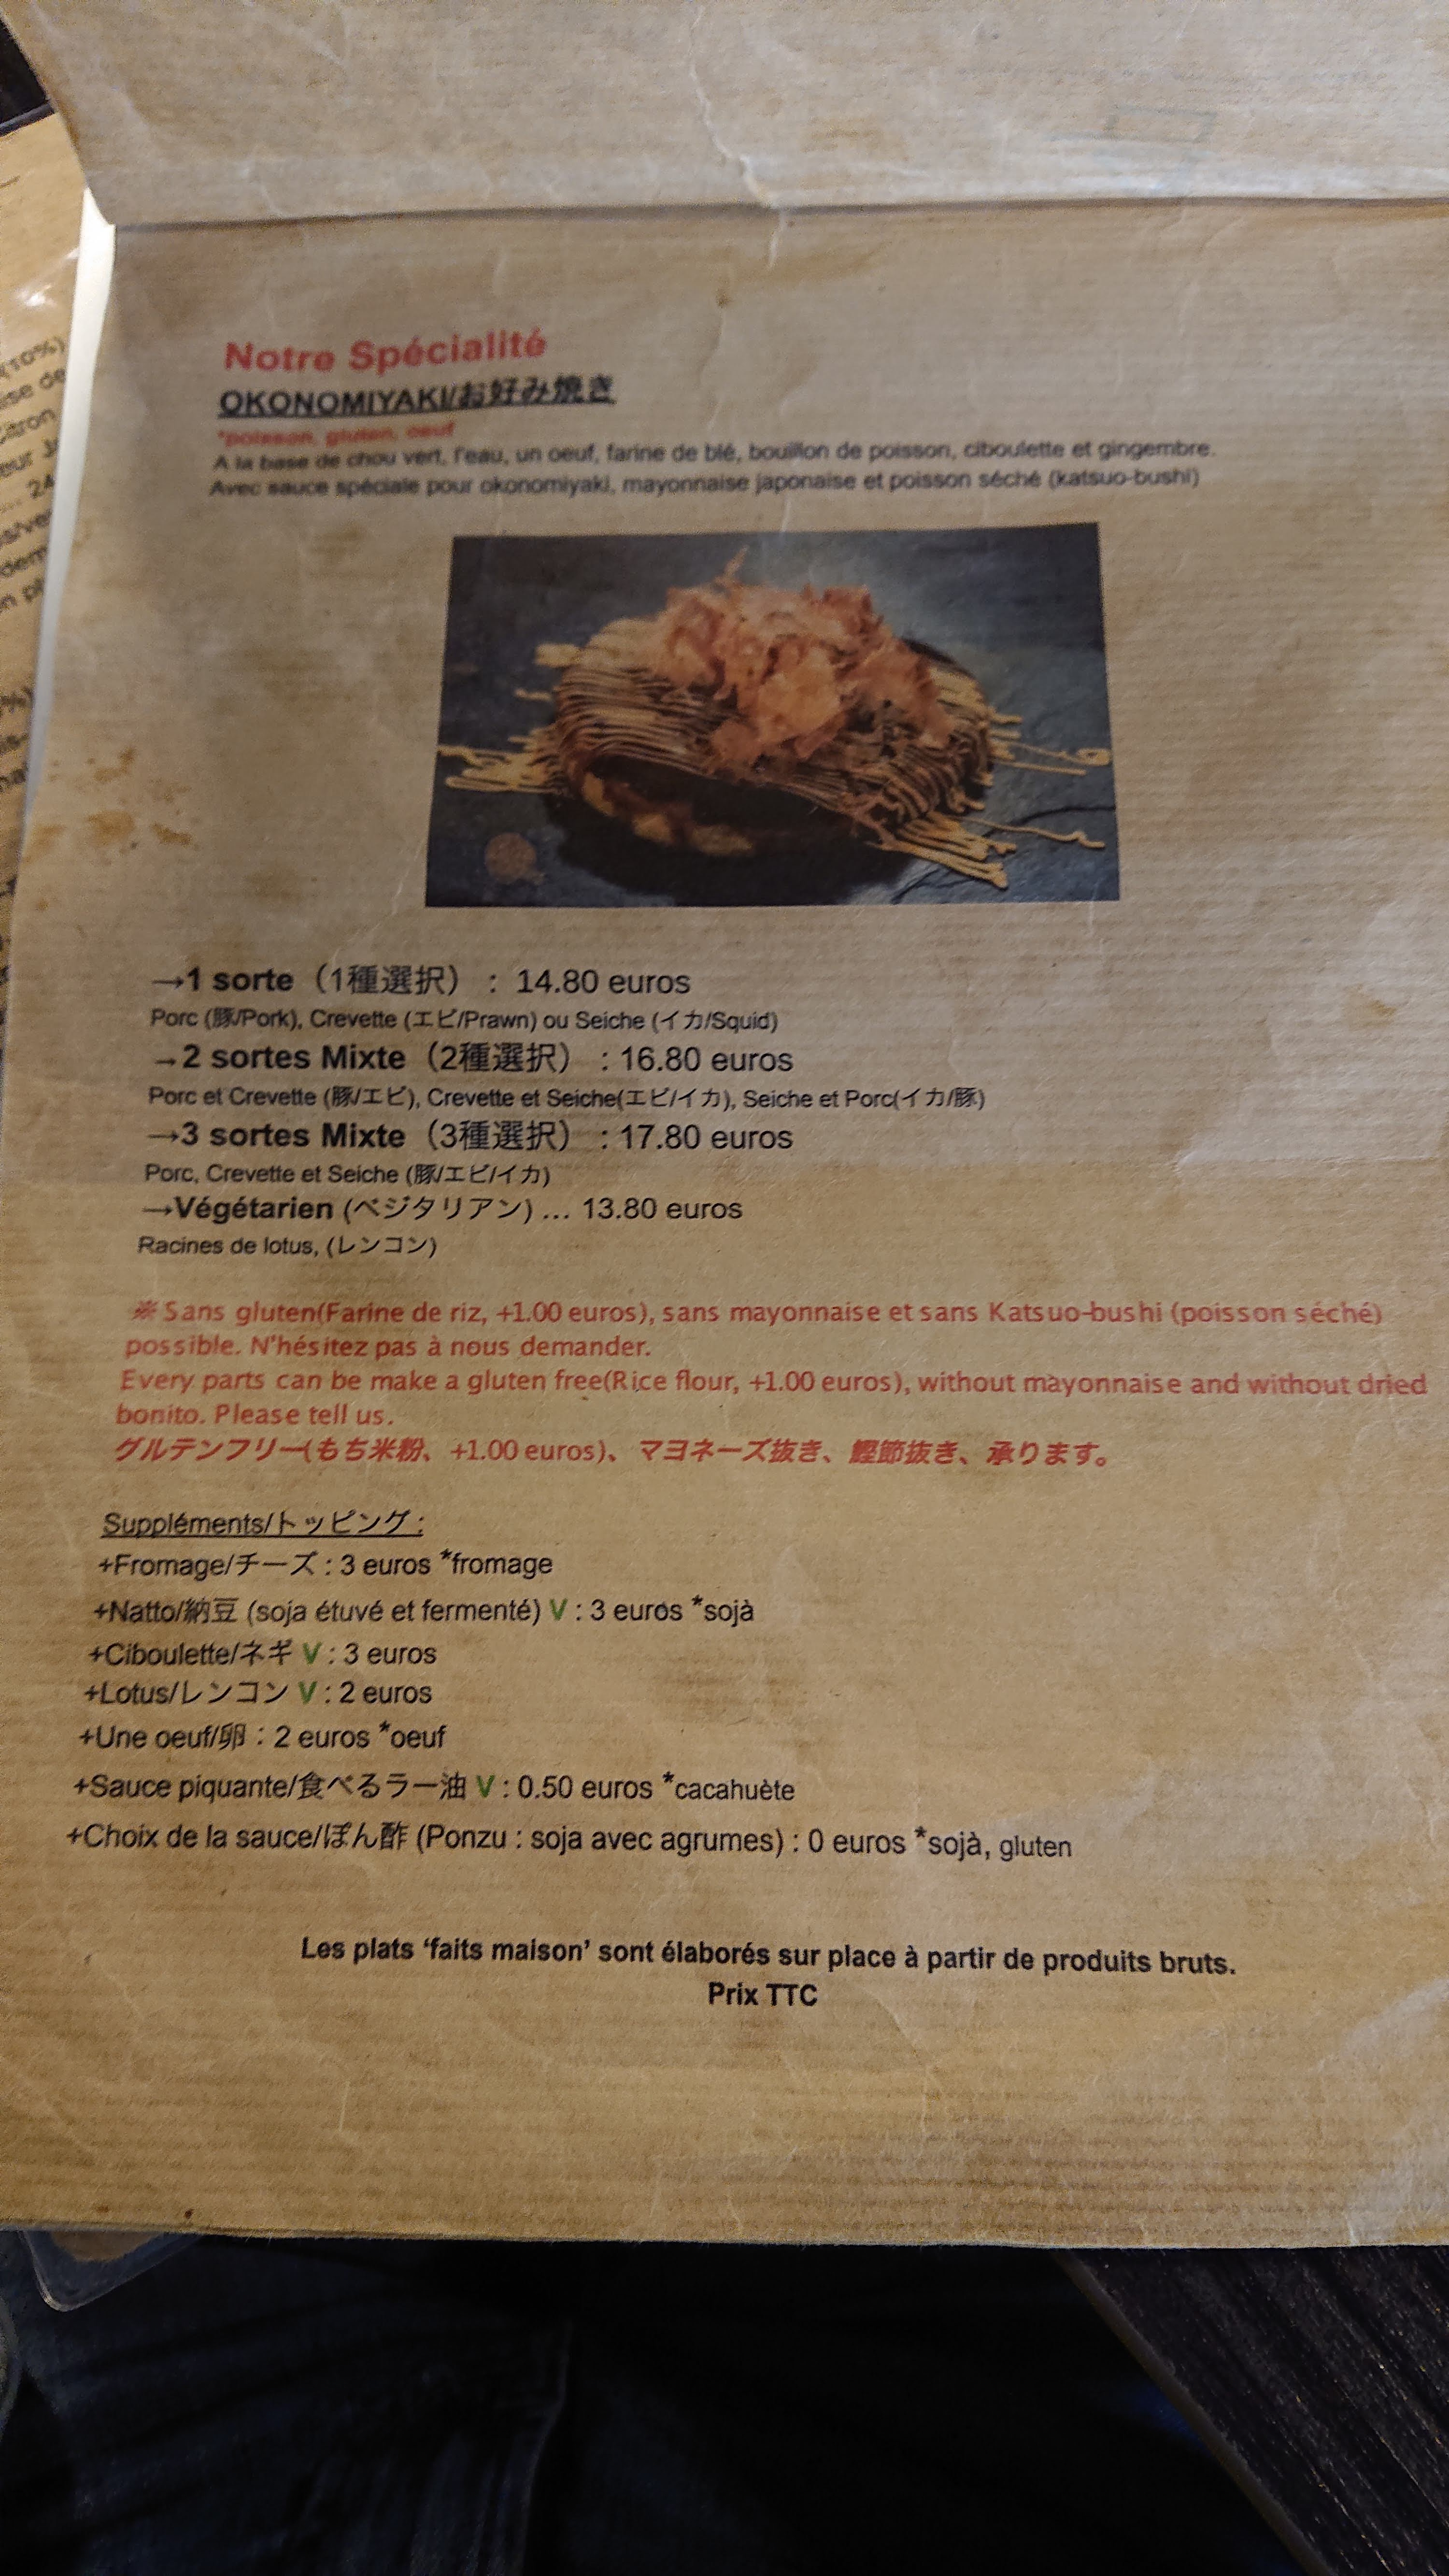 (10%)
Notre Spécialité
OKONOMIYAKI/お好み焼き
*poisson, gluten, oeuf
A la base de chou vert, l'eau, un oeuf, farine de blé, bouillon de poisson, ciboulette et gingembre.
Avec sauce spéciale pour okonomiyaki, mayonnaise japonaise et poisson séché (katsuo-bushi)
→1 sorte（1種選択） : 14.80 euros
Porc (豚/Pork), Crevette (エビ/Prawn) ou Seiche (イカ/Squid)
→2 sortes Mixte（2種選択） : 16.80 euros
Porc et Crevette (豚/エビ), Crevette et Seiche(エビ/イカ), Seiche et Porc(イカ/豚)
→3 sortes Mixte（3種選択） : 17.80 euros
Porc, Crevette et Seiche (豚/エビ/イカ)
→Végétarien (ベジタリアン) ... 13.80 euros
Racines de lotus, (レンコン)
※Sans gluten(Farine de riz, +1.00 euros), sans mayonnaise et sans Katsuo-bushi (poisson séché)
possible. N'hésitez pas à nous demander.
Every parts can be make a gluten free(Rice flour, +1.00 euros), without mayonnaise and without dried
bonito. Please tell us.
グルテンフリー(もち米粉、+1.00 euros)、マヨネーズ抜き、鰹節抜き、承ります。
Suppléments/トッピング :
+Fromage/チーズ : 3 euros *fromage
+Natto/納豆 (soja étuvé et fermenté) V : 3 euros *sojà
+Ciboulette/ネギ V : 3 euros
+Lotus/レンコン V : 2 euros
+Une oeuf/卵 : 2 euros *oeuf
+Sauce piquante/食べるラー油 V : 0.50 euros *cacahuète
+Choix de la sauce/ぽん酢 (Ponzu : soja avec agrumes) : 0 euros *sojà, gluten
Les plats ‘faits maison’ sont élaborés sur place à partir de produits bruts.
Prix TTC